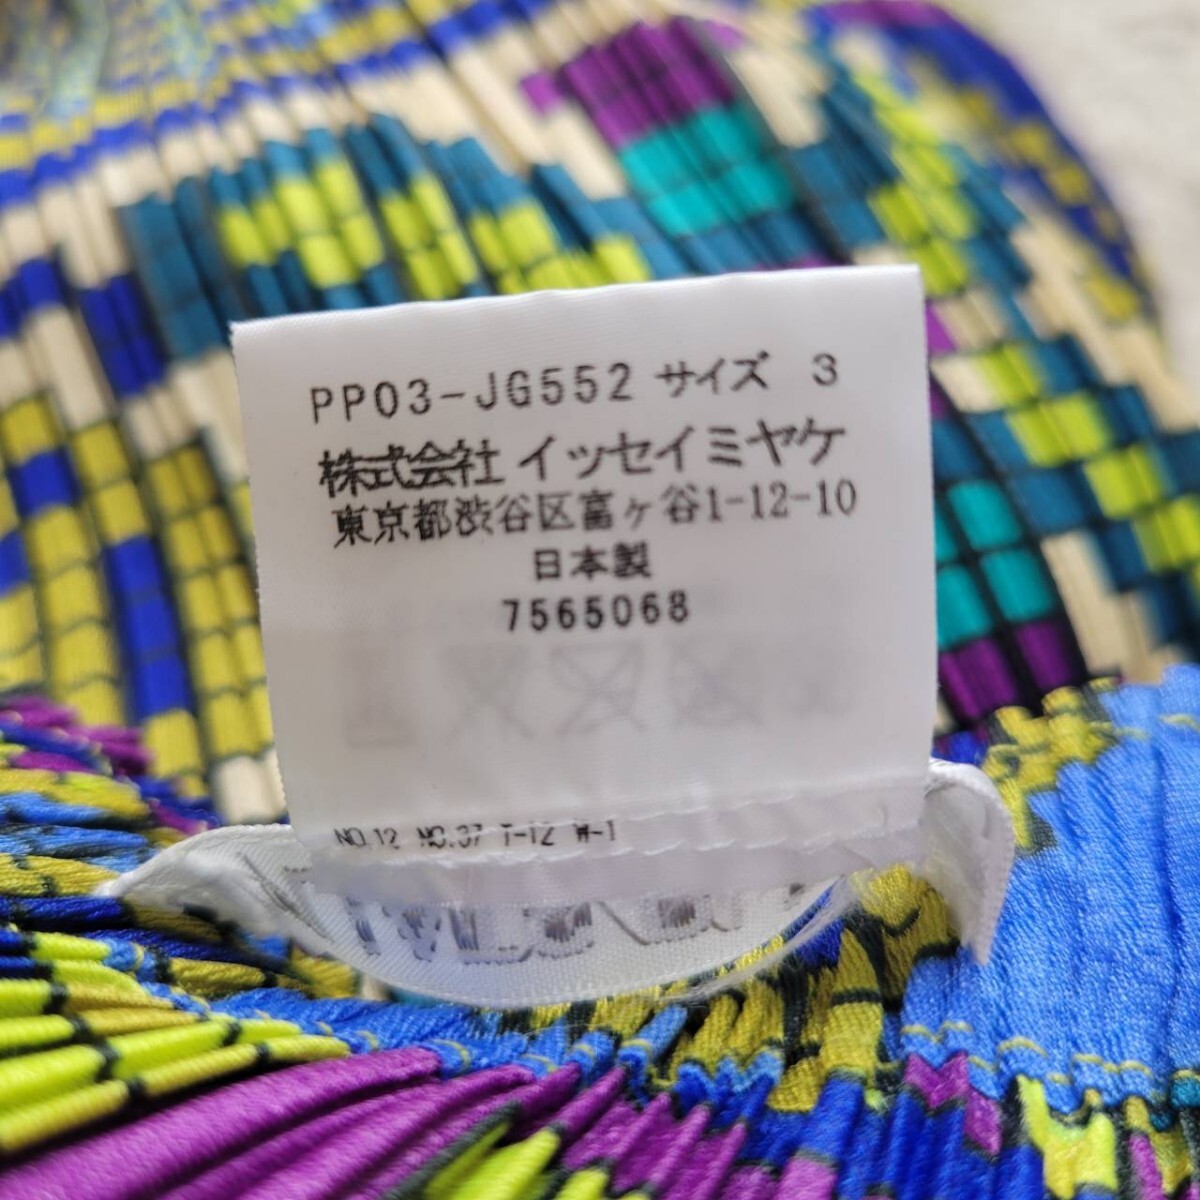 PP03-JG552 サイズ 3
株式会社 イッセイミヤケ
東京都渋谷区富ヶ谷1-12-10
日本製
7565068
NO.12 NO.37 T-12 W-1